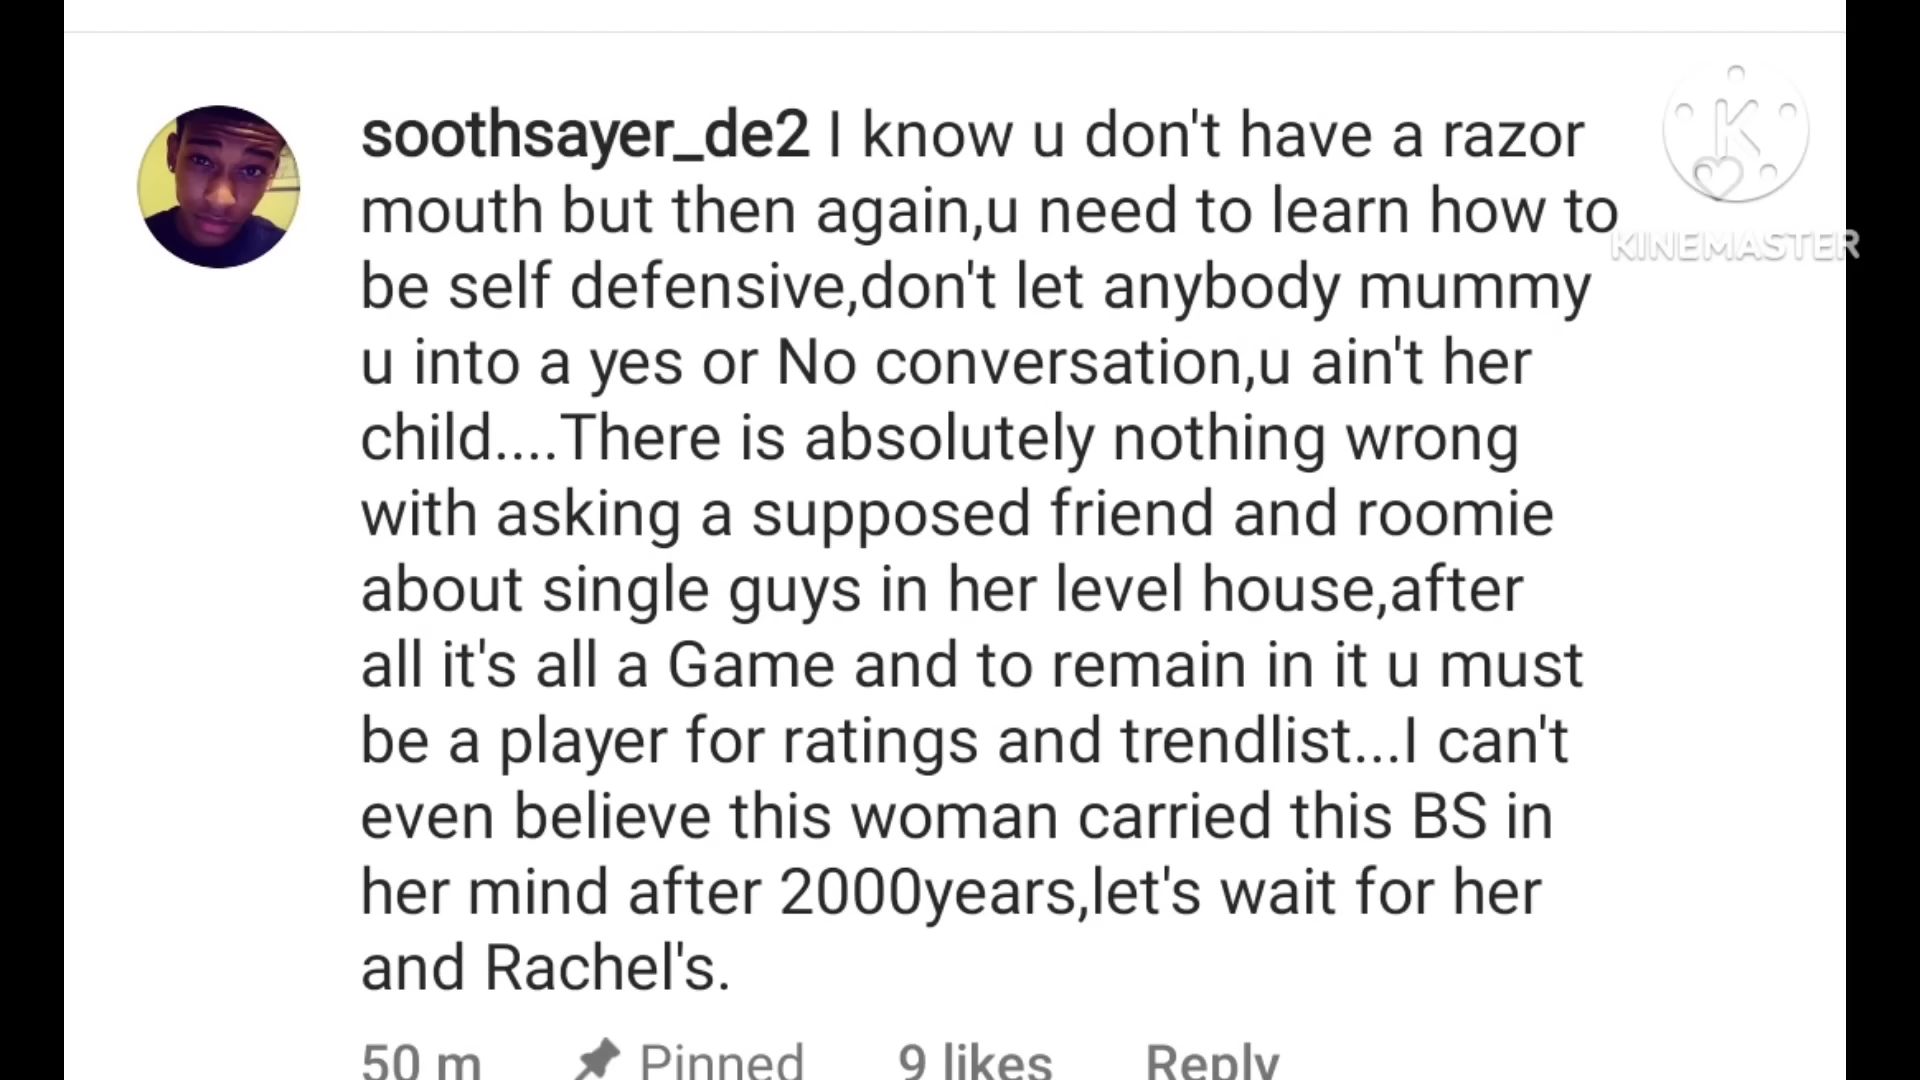 soothsayer_de2 I know u don't have a razor
mouth but then again,u need to learn how to
be self defensive,don't let anybody mummy
u into a yes or No conversation,u ain't her
child....There is absolutely nothing wrong
with asking a supposed friend and roomie
about single guys in her level house,after
all it's all a Game and to remain in it u must
be a player for ratings and trendlist...I can't
even believe this woman carried this BS in
her mind after 2000years,let's wait for her
and Rachel's.
50 m Pinned 9 likes Reply
K
KINEMASTER